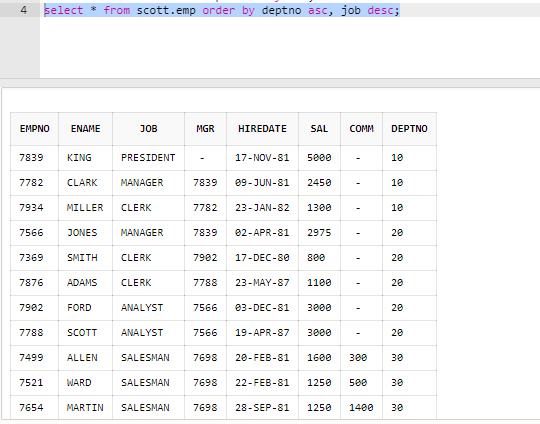 4 select * from scott.emp order by deptno asc, job desc;
EMPNO ENAME JOB MGR HIREDATE SAL COMM DEPTNO
7839 KING PRESIDENT - 17-NOV-81 5000 - 10
7782 CLARK MANAGER 7839 09-JUN-81 2450 - 10
7934 MILLER CLERK 7782 23-JAN-82 1300 - 10
7566 JONES MANAGER 7839 02-APR-81 2975 - 20
7369 SMITH CLERK 7902 17-DEC-80 800 - 20
7876 ADAMS CLERK 7788 23-MAY-87 1100 - 20
7902 FORD ANALYST 7566 03-DEC-81 3000 - 20
7788 SCOTT ANALYST 7566 19-APR-87 3000 - 20
7499 ALLEN SALESMAN 7698 20-FEB-81 1600 300 30
7521 WARD SALESMAN 7698 22-FEB-81 1250 500 30
7654 MARTIN SALESMAN 7698 28-SEP-81 1250 1400 30